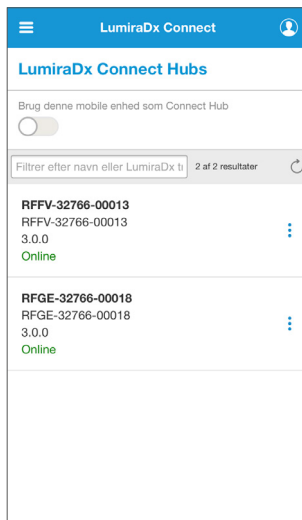 LumiraDx Connect
LumiraDx Connect Hubs
Brug denne mobile enhed som Connect Hub
Filtrer efter navn eller LumiraDx 2 af 2 resultater
RFFV-32766-00013
RFFV-32766-00013
3.0.0
Online
RFGE-32766-00018
RFGE-32766-00018
3.0.0
Online